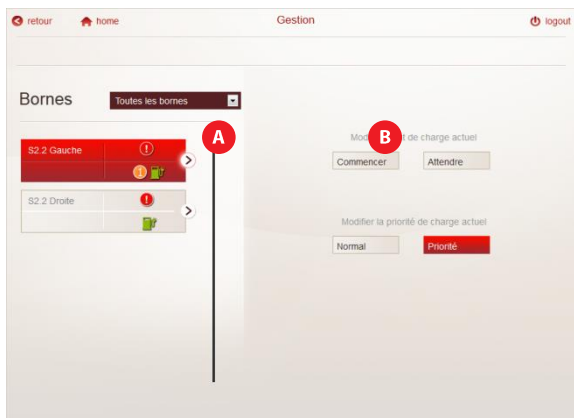 retour
home
Gestion
logout
Bornes
Toutes les bornes
A
B
S2.2 Gauche
1
S2.2 Droite
t de charge actuel
Commencer
Attendre
Modifier la priorité de charge actuel
Normal
Priorité